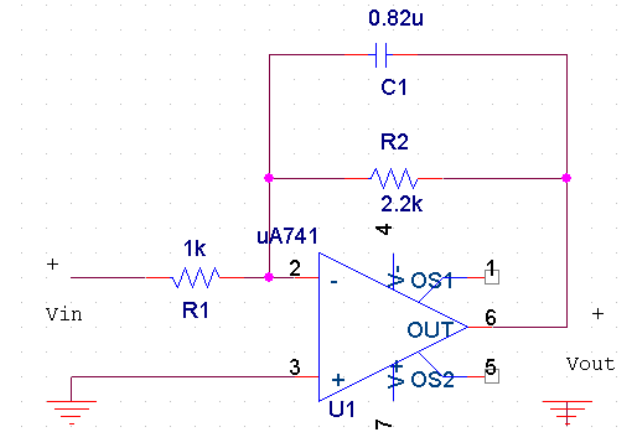 0.82u
C1
R2
2.2k
uA741
4
1k
+
2
-
V-
OS1
1
R1
Vin
OUT
6
+
3
+
V+
OS2
5
Vout
U1
7